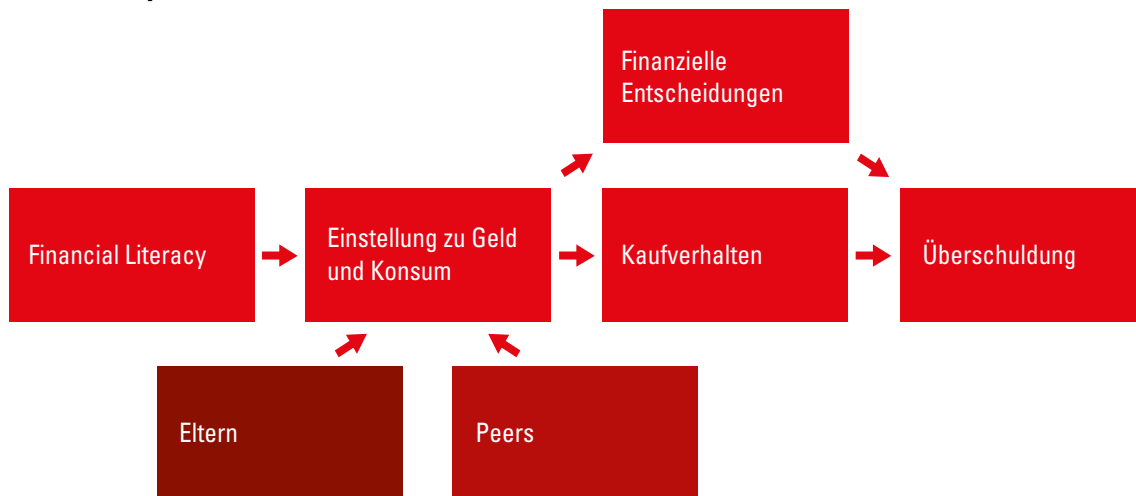 Finanzielle
Entscheidungen
Financial Literacy
Einstellung zu Geld
und Konsum
Kaufverhalten
Überschuldung
Eltern
Peers